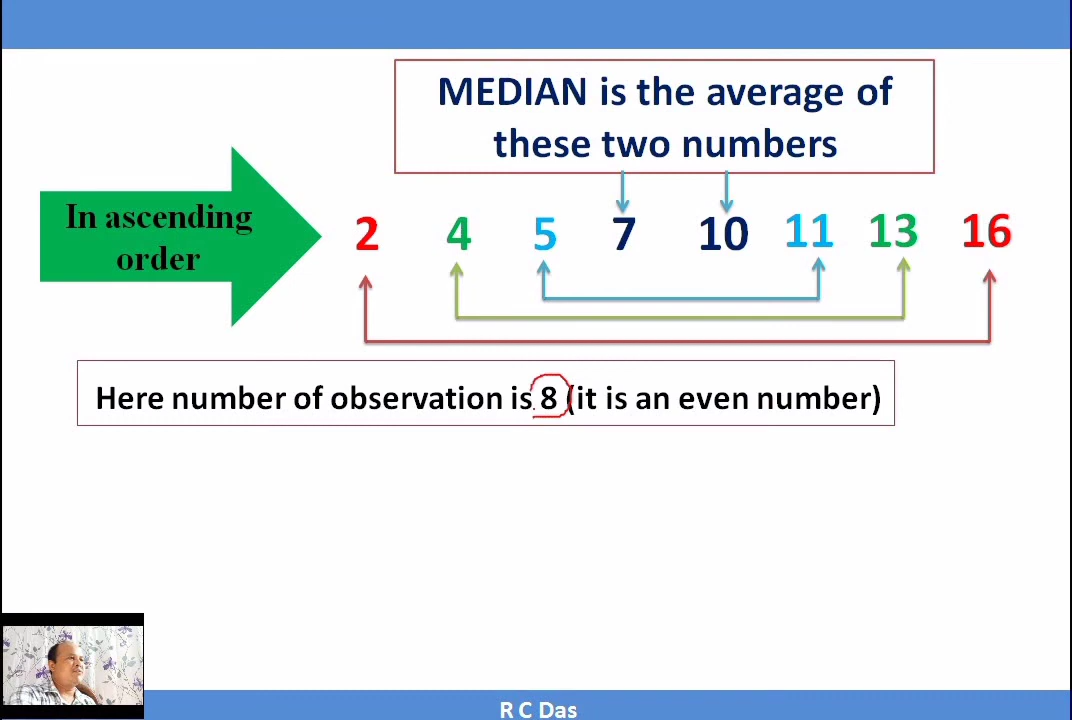 MEDIAN is the average of
these two numbers
In ascending
order
2 4 5 7 10 11 13 16
Here number of observation is 8 (it is an even number)
R C Das